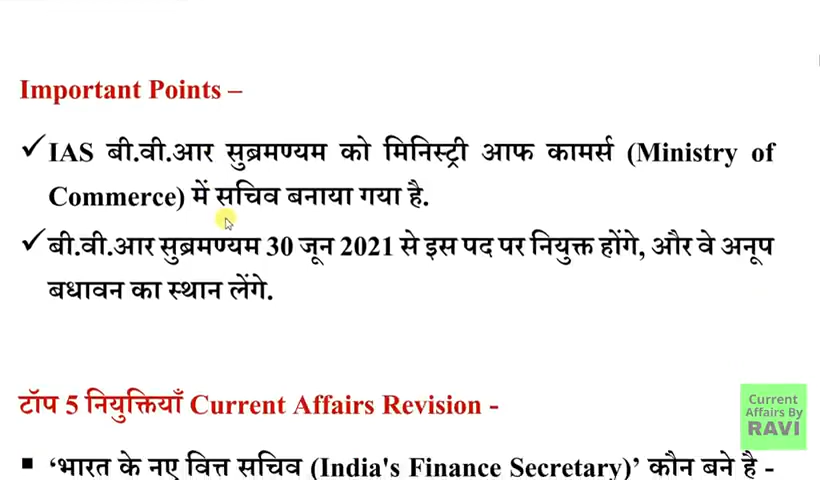 Important Points –
✓IAS बी.वी.आर सुब्रमण्यम को मिनिस्ट्री आफ कामर्स (Ministry of
Commerce) में सचिव बनाया गया है.
✓बी.वी.आर सुब्रमण्यम 30 जून 2021 से इस पद पर नियुक्त होंगे, और वे अनूप
बधावन का स्थान लेंगे.
टॉप 5 नियुक्तियाँ Current Affairs Revision -
Current
Affairs By
RAVI
▪ ‘भारत के नए वित्त सचिव (India's Finance Secretary)’ कौन बने है -